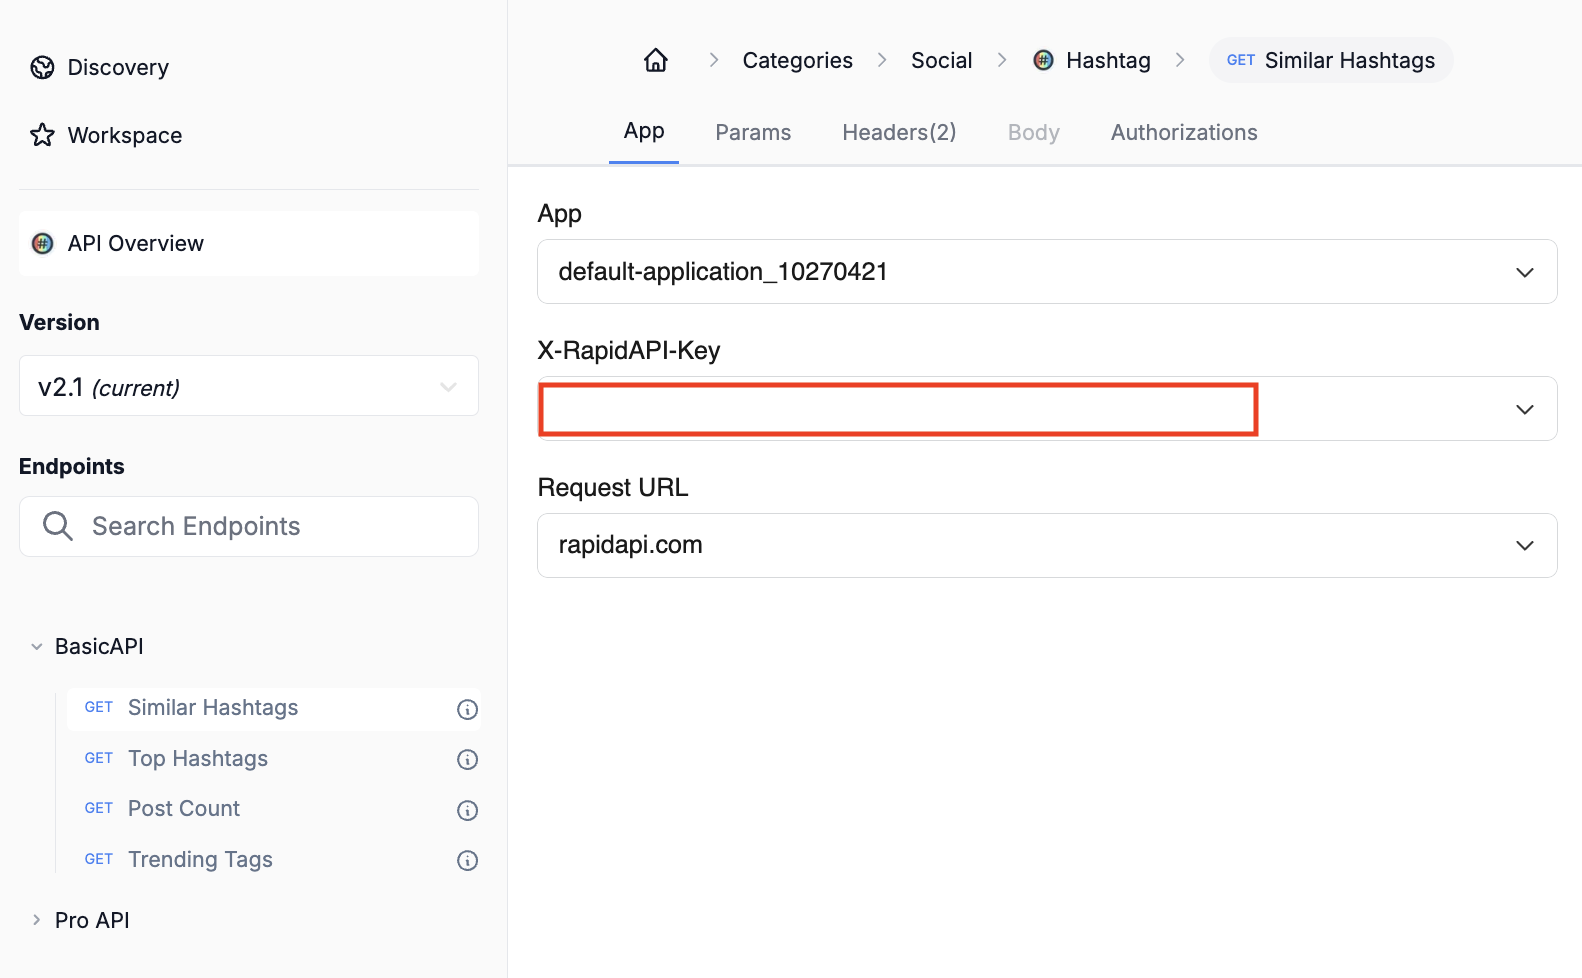 Discovery
Workspace
API Overview
Version
v2.1 (current)
Endpoints
Search Endpoints
BasicAPI
GET Similar Hashtags
GET Top Hashtags
GET Post Count
GET Trending Tags
Pro API
Categories Social # Hashtag GET Similar Hashtags
App Params Headers(2) Body Authorizations
App
default-application_10270421
X-RapidAPI-Key
Request URL
rapidapi.com